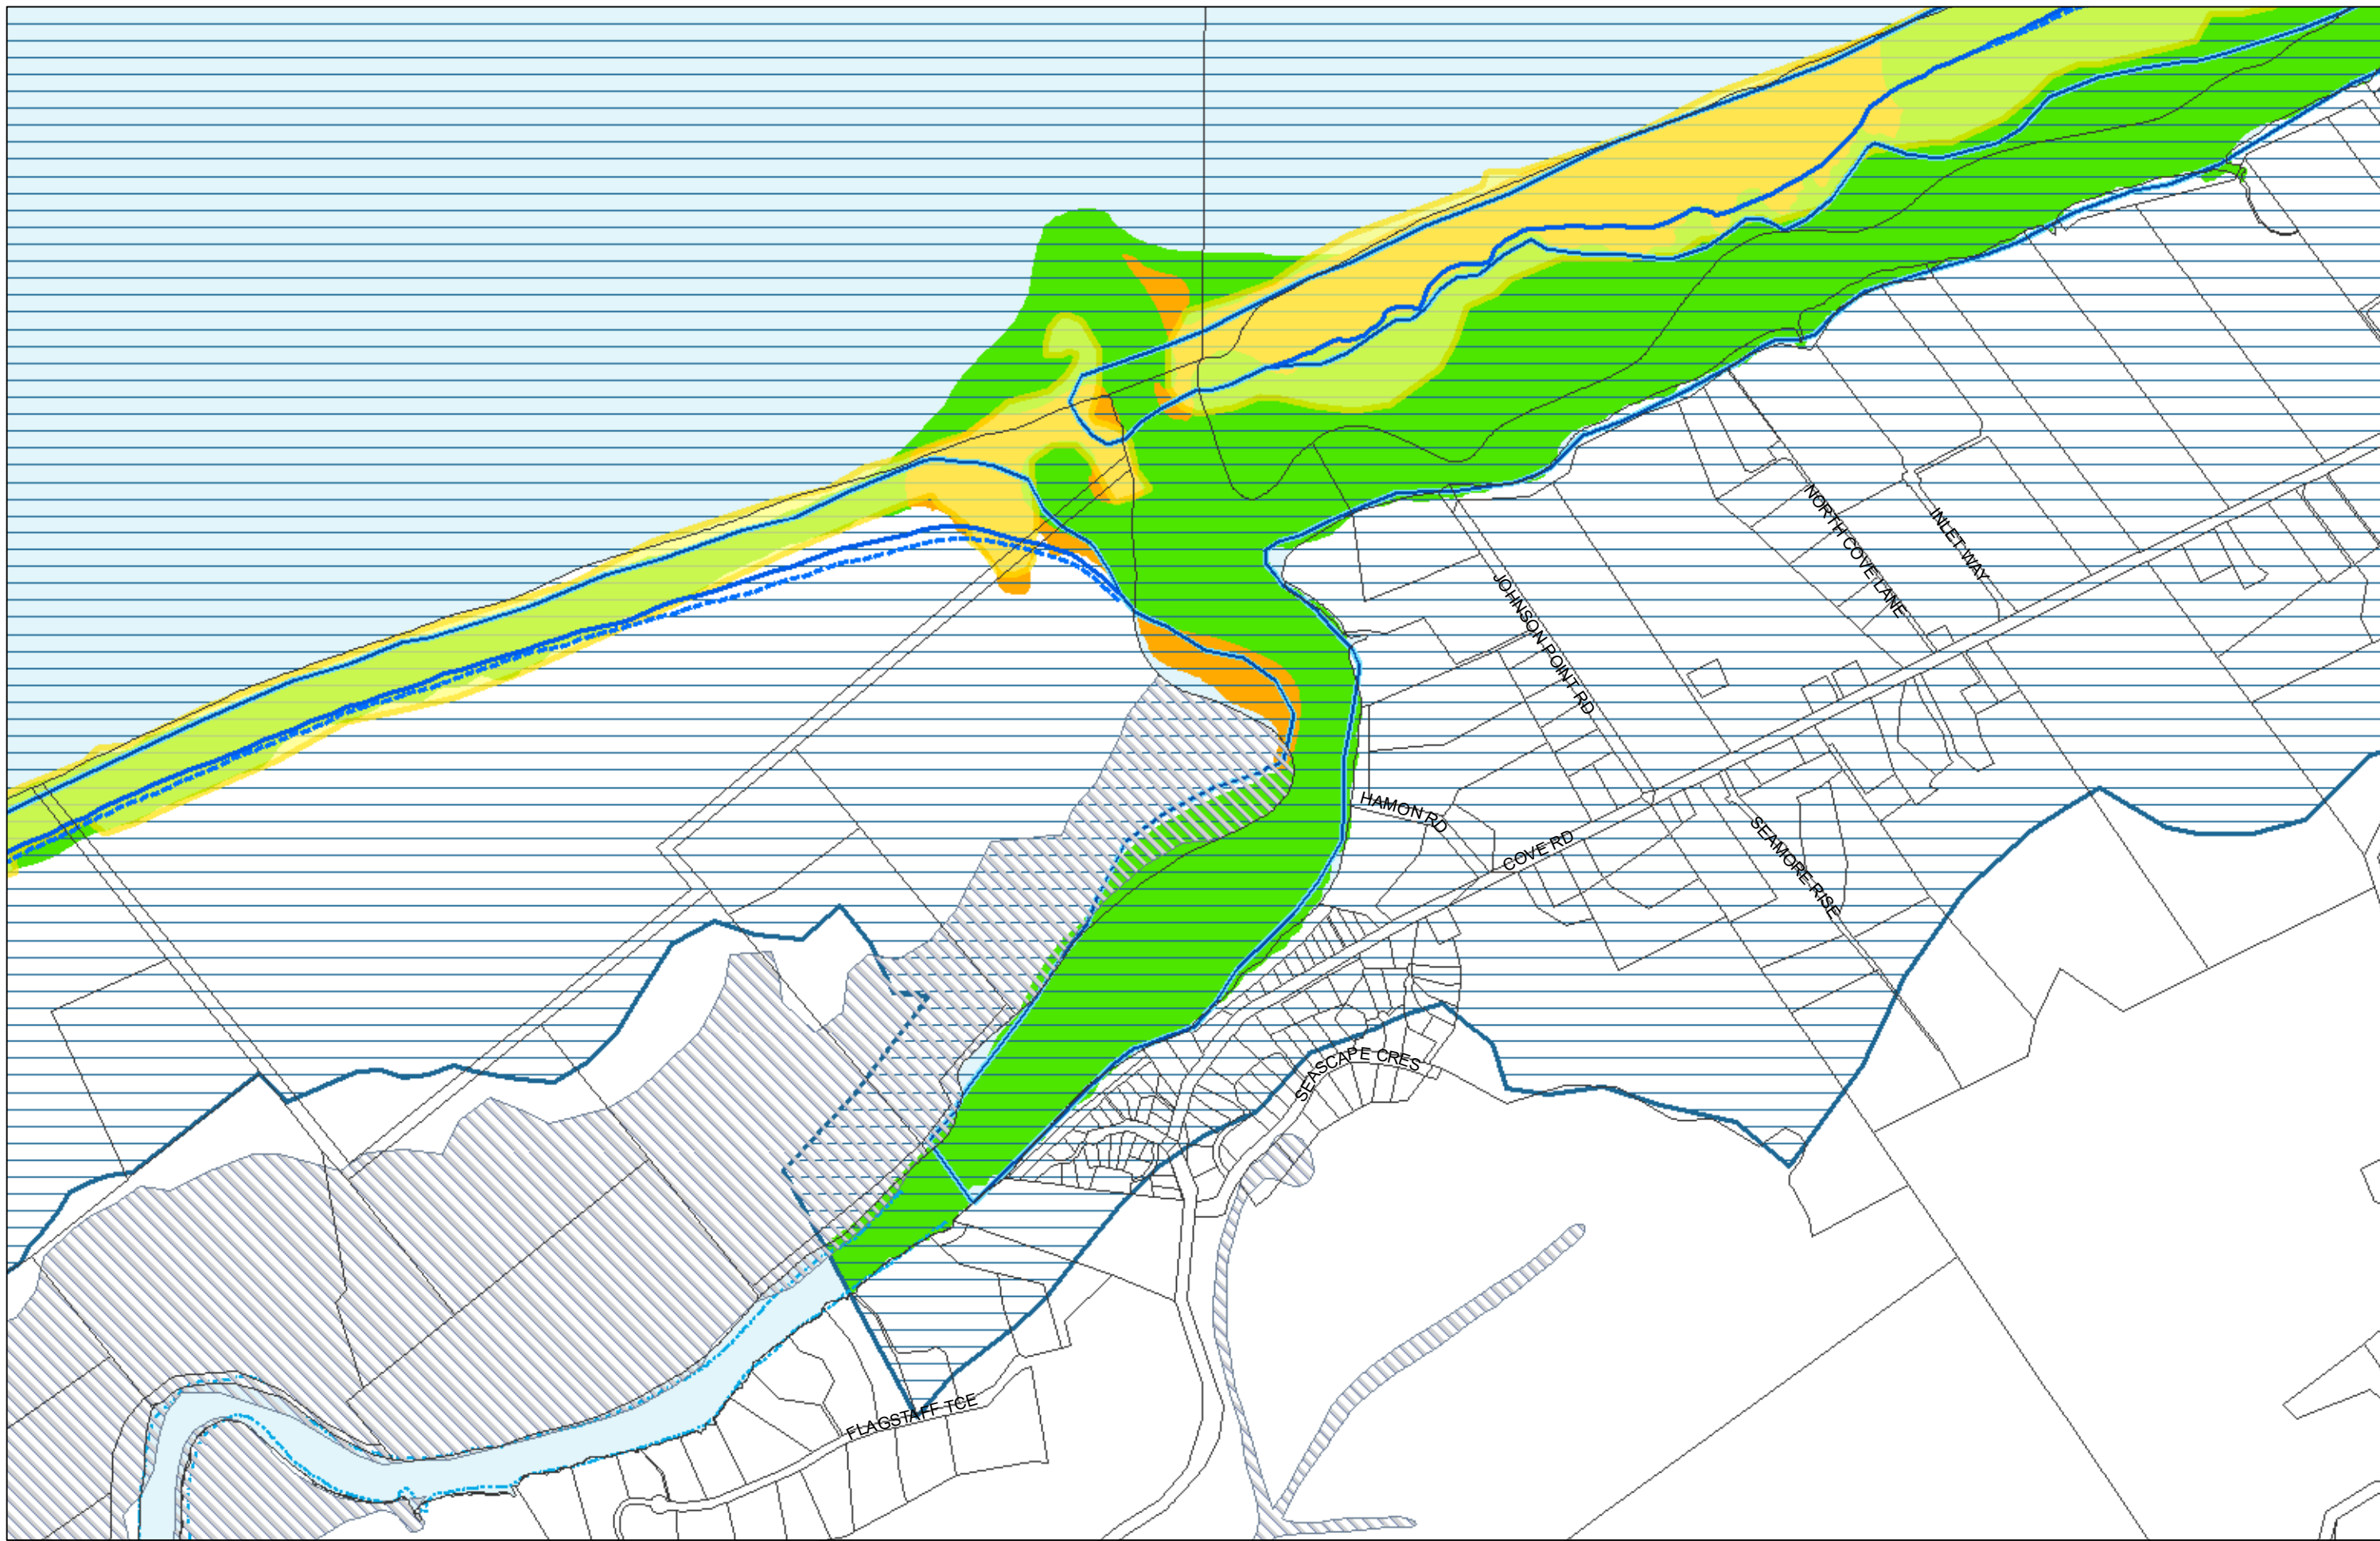 NORTH COVE LANE
INLET WAY
JOHNSON POINT RD
HAMON RD
COVE RD
SEAMORE RISE
SEASCAPE CRES
FLAGSTAFF TCE